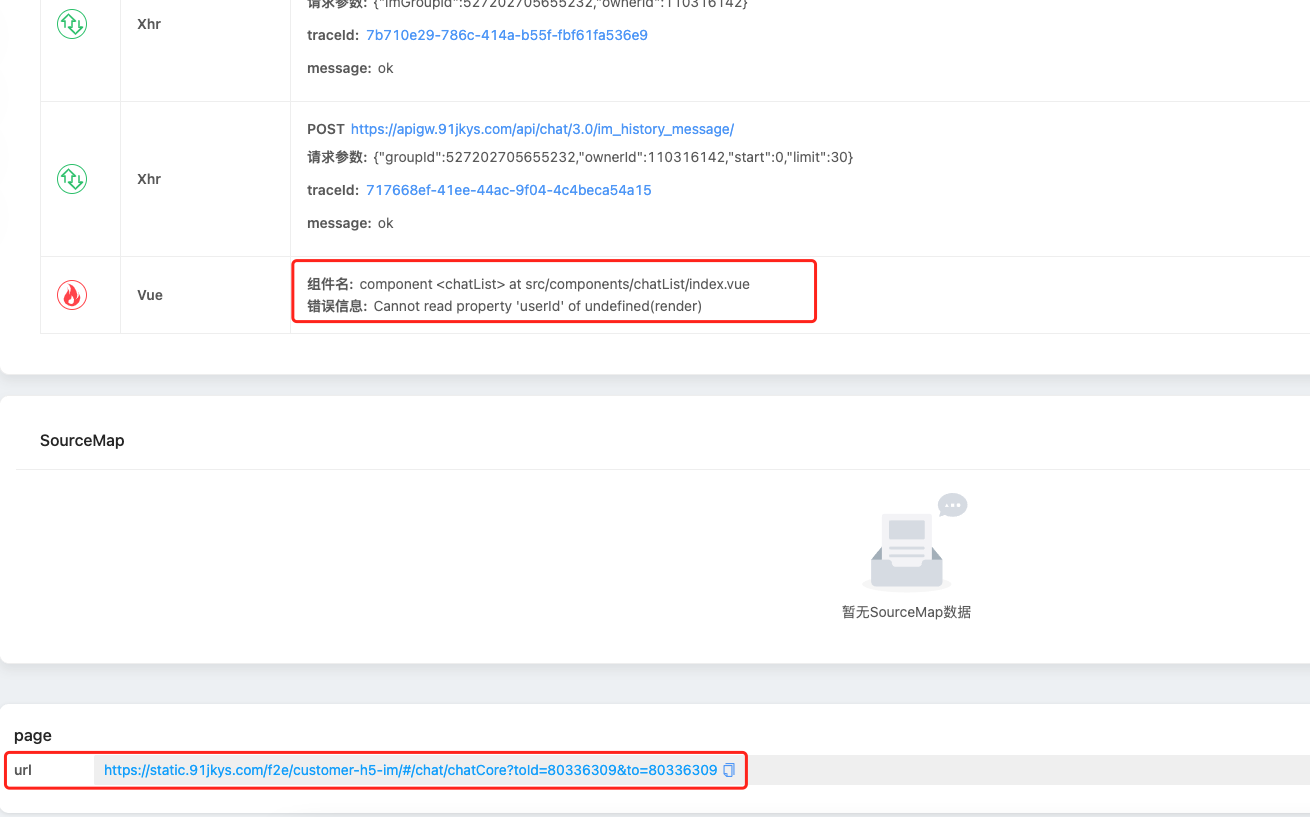 请求参数: {"imGroupId":527202705655232,"ownerId":110316142}
Xhr
traceId: 7b710e29-786c-414a-b55f-fbf61fa536e9
message: ok
POST https://apigw.91jkys.com/api/chat/3.0/im_history_message/
请求参数: {"groupId":527202705655232,"ownerId":110316142,"start":0,"limit":30}
Xhr
traceId: 717668ef-41ee-44ac-9f04-4c4beca54a15
message: ok
组件名: component <chatList> at src/components/chatList/index.vue
Vue
错误信息: Cannot read property 'userId' of undefined(render)
SourceMap
暂无SourceMap数据
page
url https://static.91jkys.com/f2e/customer-h5-im/#/chat/chatCore?toId=80336309&to=80336309